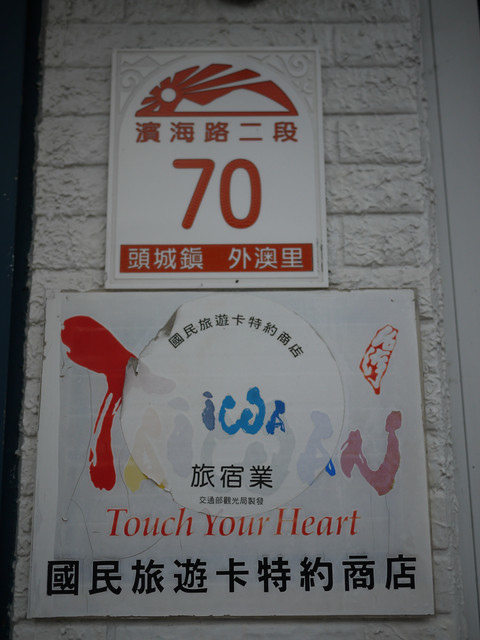 濱海路二段
70
頭城鎮 外澳里
國民旅遊卡特約商店
TAIWAN
旅宿業
交通部觀光局製發
Touch Your Heart
國民旅遊卡特約商店